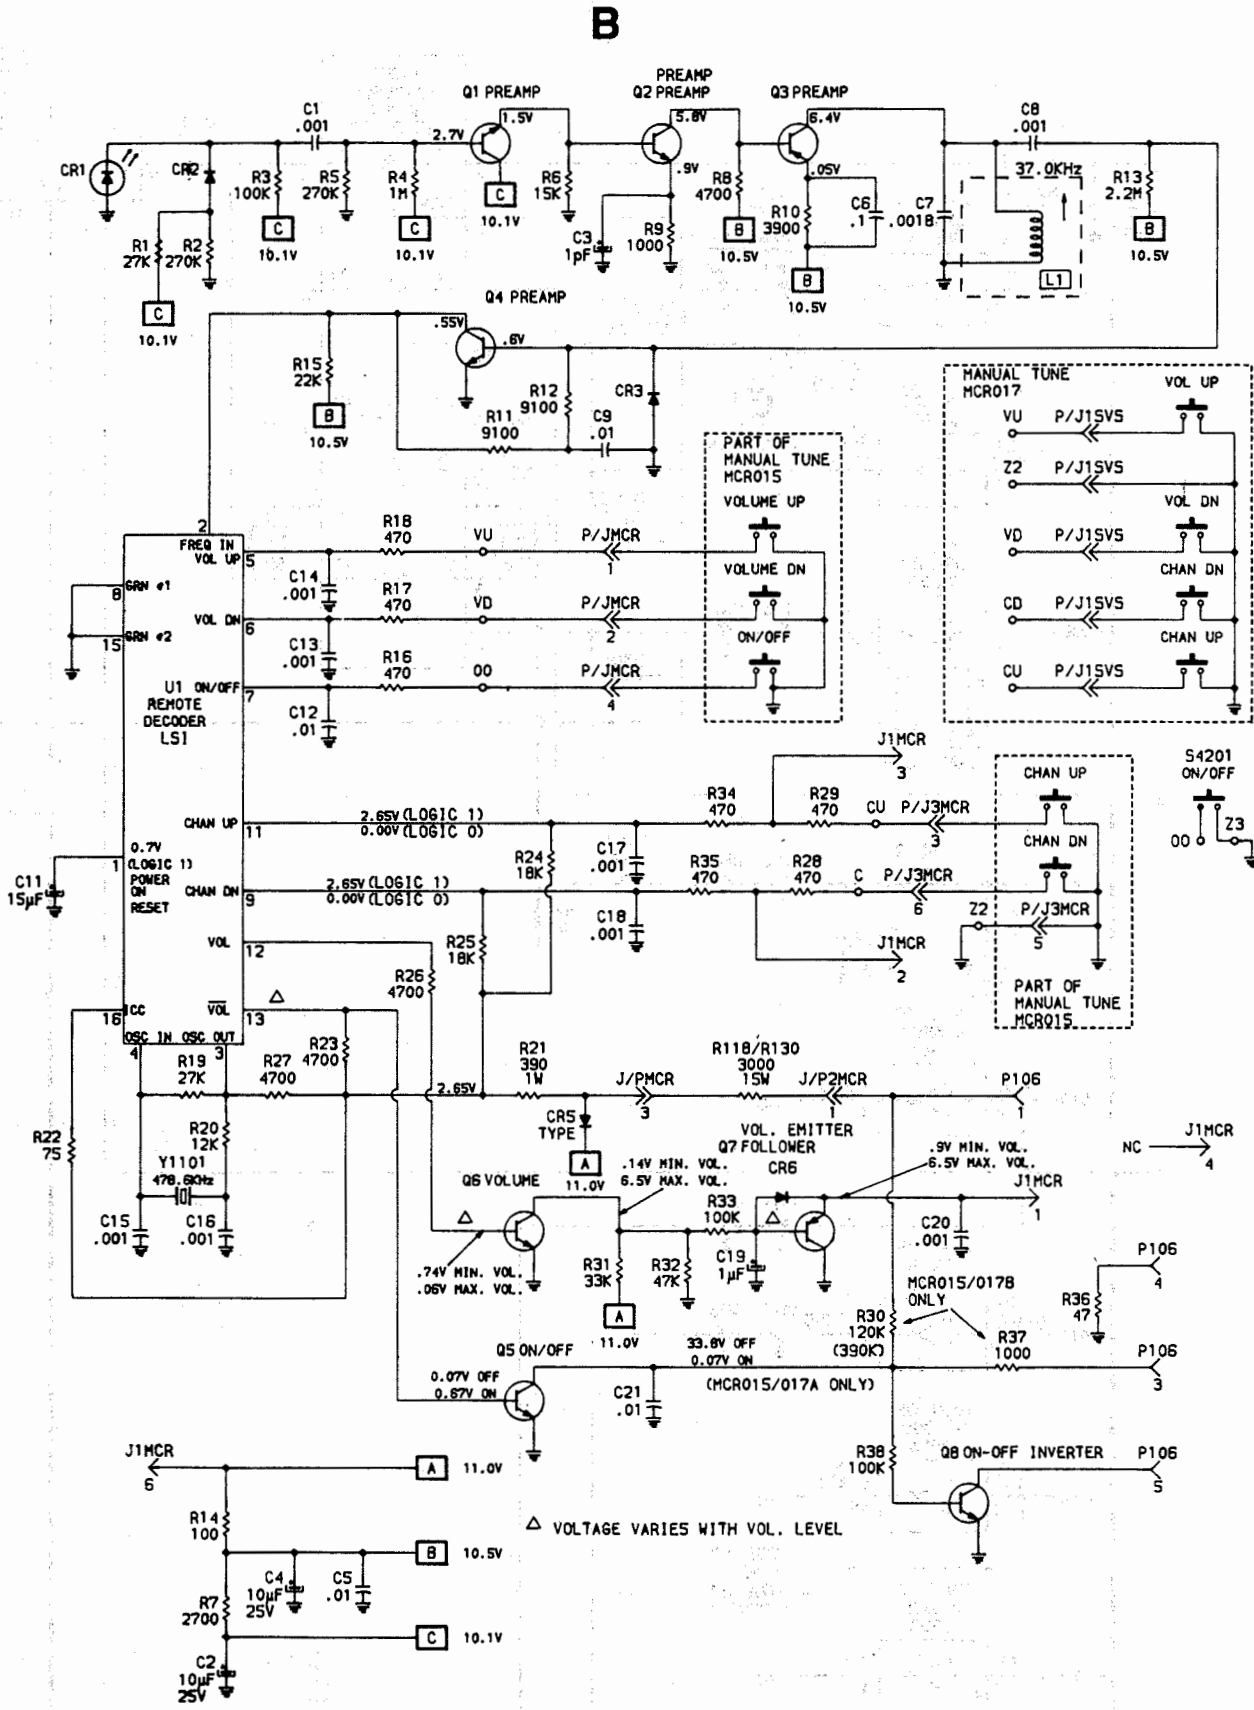 B
PREAMP
Q1 PREAMP
Q2 PREAMP
Q3 PREAMP
C1
.001
1.5V
5.8V
6.4V
C8
.001
2.7V
CR1
CR2
R3
100K
R5
270K
R4
1M
C
10.1V
R6
15K
.9V
R8
4700
.05V
37.0KHz
R13
2.2M
R1
27K
R2
270K
C
10.1V
C
10.1V
C3
1pF
R9
1000
B
10.5V
R10
3900
C6
.1
C7
.0018
B
10.5V
L1
B
10.5V
C
10.1V
Q4 PREAMP
.55V
.6V
R15
22K
B
10.5V
R12
9100
R11
9100
C9
.01
CR3
MANUAL TUNE
MCR017
VOL UP
VU
P/J1SVS
Z2
P/J1SVS
VOL DN
VD
P/J1SVS
CHAN DN
CD
P/J1SVS
CHAN UP
CU
P/J1SVS
PART OF
MANUAL TUNE
MCR015
VOLUME UP
VOLUME DN
ON/OFF
2
FREQ IN
VOL UP
5
R18
470
VU
P/JMCR
1
C14
.001
8
GRN #1
R17
470
VD
P/JMCR
2
VOL DN
6
15
GRN #2
C13
.001
R16
470
OO
P/JMCR
4
U1
ON/OFF
7
REMOTE
DECODER
LSI
C12
.01
J1MCR
3
CHAN UP
S4201
ON/OFF
OO
Z3
CHAN UP
11
2.65V (LOGIC 1)
0.00V (LOGIC 0)
R34
470
R29
470
CU
P/J3MCR
3
CHAN DN
1
0.7V
(LOGIC 1)
POWER
ON
RESET
C11
15µF
R24
18K
C17
.001
CHAN DN
9
2.65V (LOGIC 1)
0.00V (LOGIC 0)
R35
470
R28
470
C
P/J3MCR
6
C18
.001
Z2
P/J3MCR
5
VOL
12
R25
18K
J1MCR
2
R26
4700
PART OF
MANUAL TUNE
MCR015
16
CC
VOL
13
OSC IN
OSC OUT
4
3
R23
4700
R19
27K
R27
4700
2.65V
R21
390
1W
J/PMCR
3
R118/R130
3000
15W
J/P2MCR
1
P106
1
CR5
TYPE
A
11.0V
R22
75
R20
12K
Y1101
478.6KHz
C15
.001
C16
.001
NC
J1MCR
4
Q6 VOLUME
.14V MIN. VOL.
6.5V MAX. VOL.
VOL. EMITTER
Q7 FOLLOWER
CR6
.9V MIN. VOL.
6.5V MAX. VOL.
J1MCR
1
R33
100K
C20
.001
.74V MIN. VOL.
.06V MAX. VOL.
R31
33K
R32
47K
C19
1µF
A
11.0V
MCR015/017B
ONLY
R36
47
P106
4
R30
120K
(390K)
R37
1000
P106
3
Q5 ON/OFF
33.8V OFF
0.07V ON
(MCR015/017A ONLY)
0.07V OFF
0.67V ON
C21
.01
R38
100K
Q8 ON-OFF INVERTER
P106
5
J1MCR
6
A
11.0V
R14
100
VOLTAGE VARIES WITH VOL. LEVEL
B
10.5V
C4
10µF
25V
C5
.01
R7
2700
C
10.1V
C2
10µF
25V